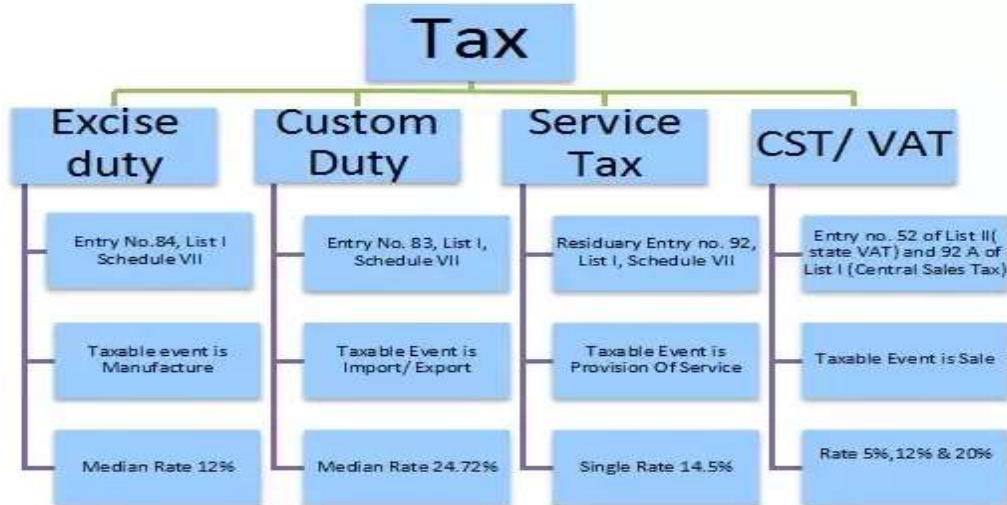 Tax
Excise
duty
Custom
Duty
Service
Tax
CST/ VAT
Entry No.84, List I
Schedule VII
Entry No. 83, List I,
Schedule VII
Residuary Entry no. 92,
List I, Schedule VII
Entry no. 52 of List II(
state VAT) and 92 A of
List I (Central Sales Tax)
Taxable event is
Manufacture
Taxable Event is
Import/ Export
Taxable Event is
Provision Of Service
Taxable Event is Sale
Median Rate 12%
Median Rate 24.72%
Single Rate 14.5%
Rate 5%,12% & 20%